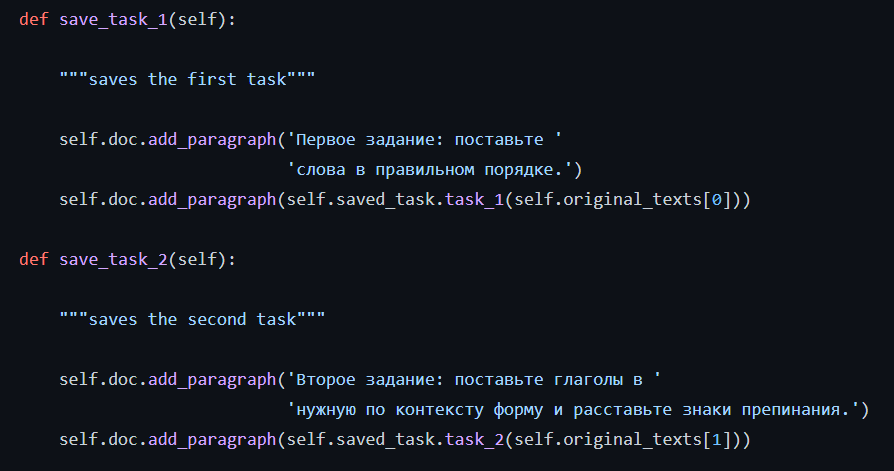 def save_task_1(self):
"""saves the first task"""
self.doc.add_paragraph('Первое задание: поставьте '
'слова в правильном порядке.')
self.doc.add_paragraph(self.saved_task.task_1(self.original_texts[0]))
def save_task_2(self):
"""saves the second task"""
self.doc.add_paragraph('Второе задание: поставьте глаголы в '
'нужную по контексту форму и расставьте знаки препинания.')
self.doc.add_paragraph(self.saved_task.task_2(self.original_texts[1]))